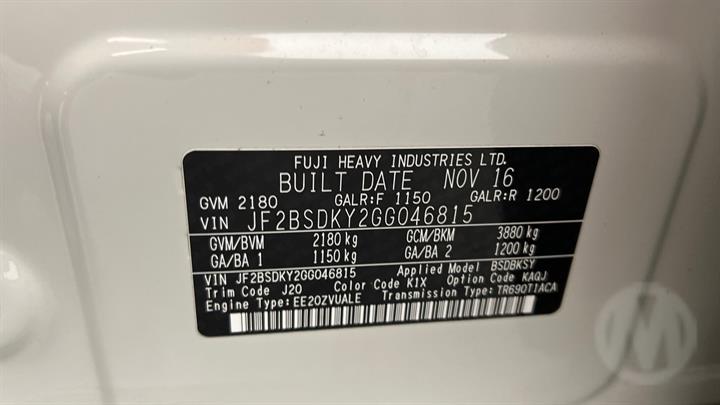 FUJI HEAVY INDUSTRIES LTD.
BUILT DATE NOV 16
GVM 2180 GALR:F 1150 GALR:R 1200
VIN JF2BSDKY2GG046815
GVM/BVM 2180 kg GCM/BKM 3880 kg
GA/BA 1 1150 kg GA/BA 2 1200 kg
VIN JF2BSDKY2GG046815 Applied Model BSDBKSY
Trim Code J20 Color Code K1X Option Code KAQJ
Engine Type:EE20ZVUALE Transmission Type:TR690T1ACA
M